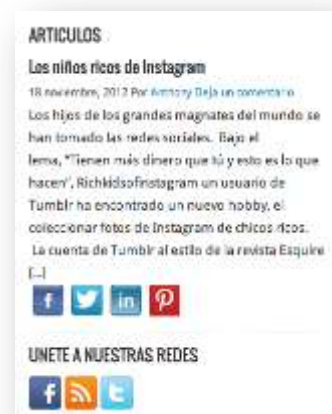 ARTICULOS
Los niños ricos de Instagram
18 noviembre, 2012 Por Anthony Deja un comentario
Los hijos de los grandes magnates del mundo se
han tomado las redes sociales. Bajo el
lema, "Tienen más dinero que tú y esto es lo que
hacen", Richkidsofinstagram un usuario de
Tumblr ha encontrado un nuevo hobby, el
coleccionar fotos de Instagram de chicos ricos.
La cuenta de Tumblr al estilo de la revista Esquire
[...]
UNETE A NUESTRAS REDES